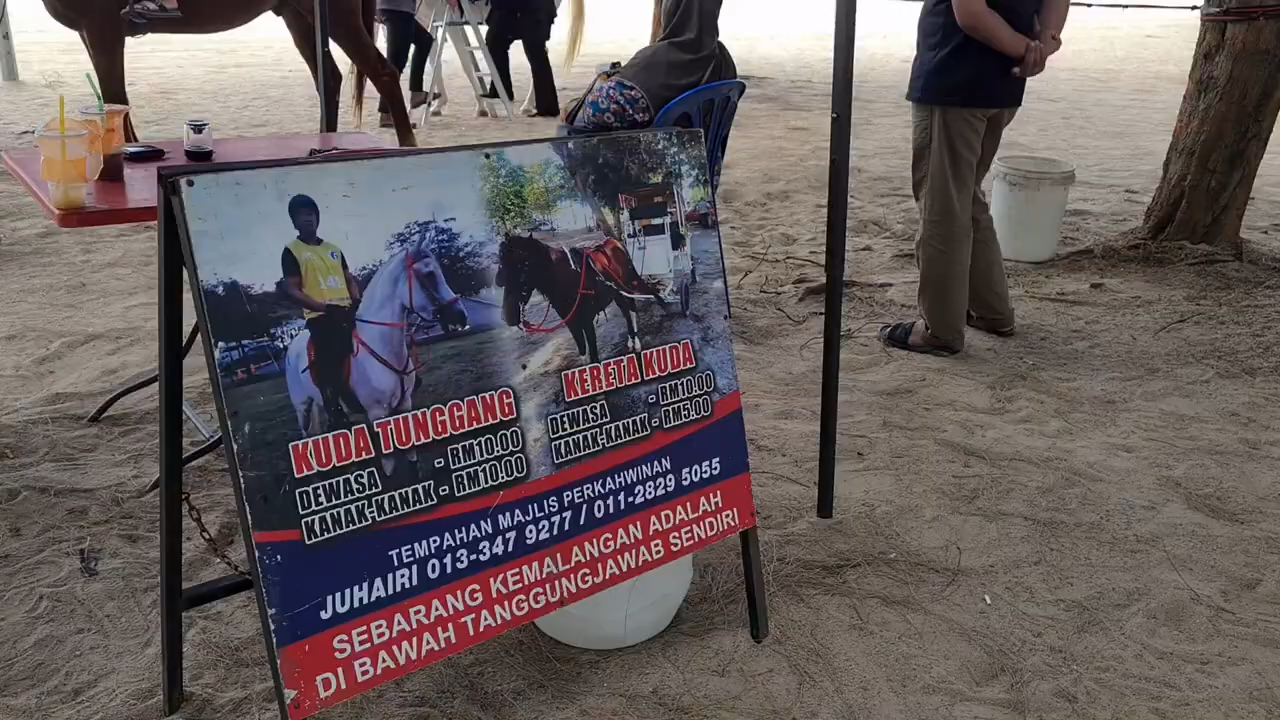 KUDA TUNGGANG
DEWASA - RM10.00
KANAK-KANAK - RM10.00
KERETA KUDA
DEWASA - RM10.00
KANAK-KANAK - RM5.00
TEMPAHAN MAJLIS PERKAHWINAN
JUHAIRI 013-347 9277 / 011-2829 5055
SEBARANG KEMALANGAN ADALAH
DI BAWAH TANGGUNGJAWAB SENDIRI